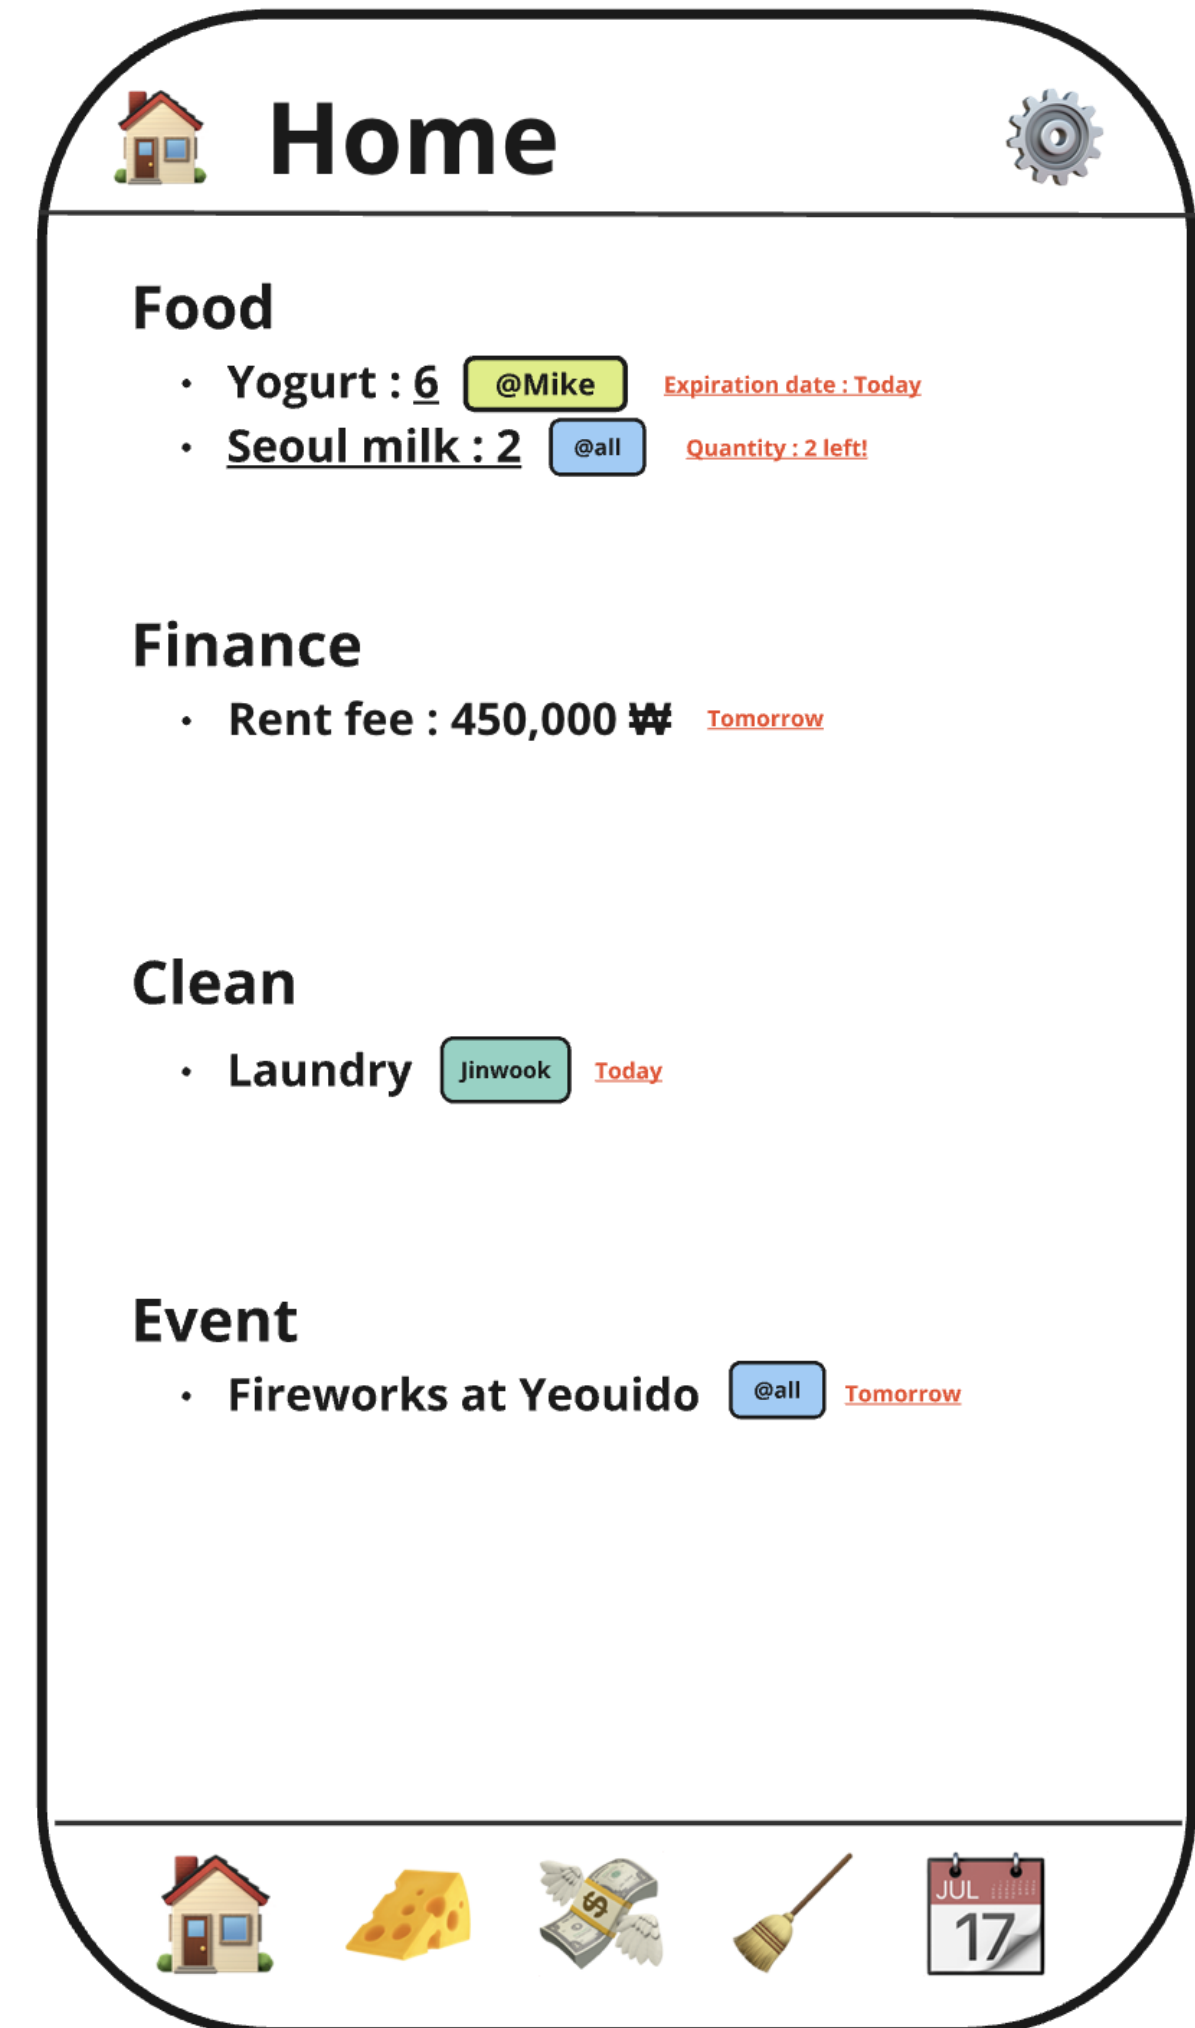 Home
Food
• Yogurt : 6 @Mike Expiration date : Today
• Seoul milk : 2 @all Quantity : 2 left!
Finance
• Rent fee : 450,000 ₩ Tomorrow
Clean
• Laundry Jinwook Today
Event
• Fireworks at Yeouido @all Tomorrow
$ JUL
17